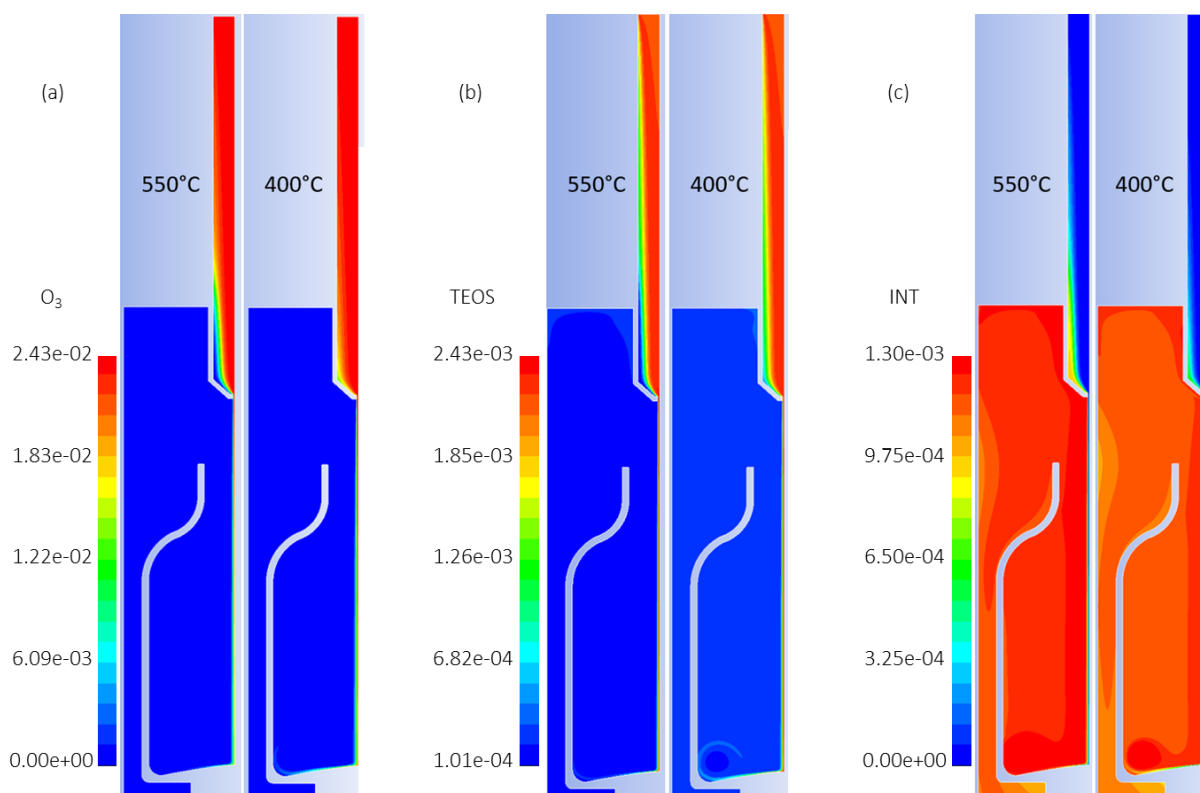 (a)
550°C
400°C
O₃
2.43e-02
1.83e-02
1.22e-02
6.09e-03
0.00e+00
(b)
550°C
400°C
TEOS
2.43e-03
1.85e-03
1.26e-03
6.82e-04
1.01e-04
(c)
550°C
400°C
INT
1.30e-03
9.75e-04
6.50e-04
3.25e-04
0.00e+00